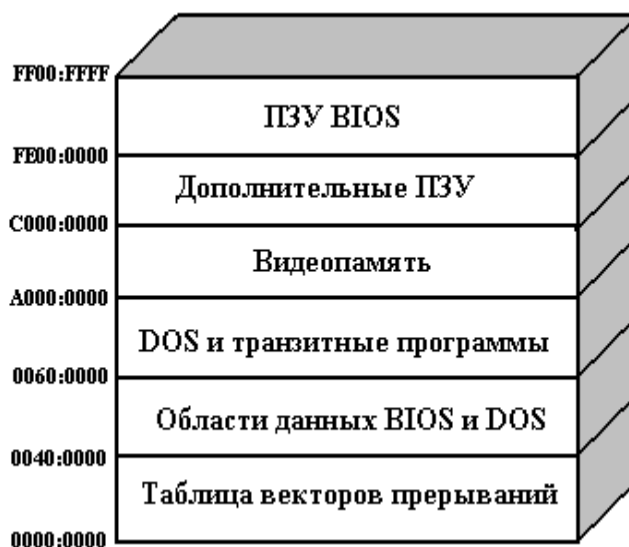 FF00:FFFF
ПЗУ BIOS
FE00:0000
Дополнительные ПЗУ
C000:0000
Видеопамять
A000:0000
DOS и транзитные программы
0060:0000
Области данных BIOS и DOS
0040:0000
Таблица векторов прерываний
0000:0000